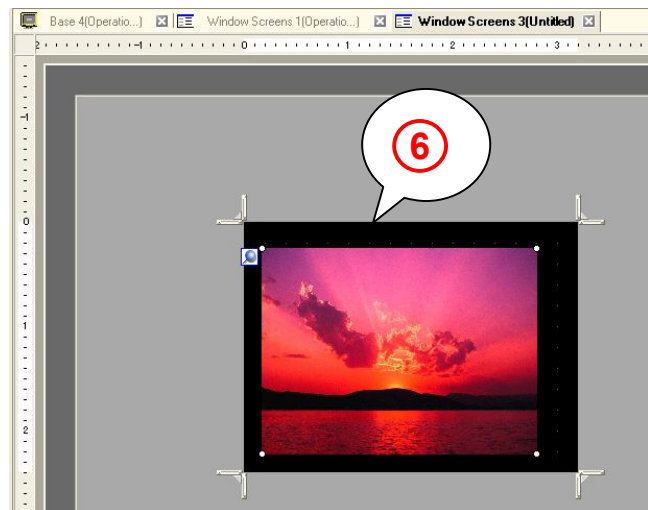 Base 4(Operatio...) Window Screens 1(Operatio...) Window Screens 3(Untitled)
2 -1 0 1 2 3
6
-1
0
1
2